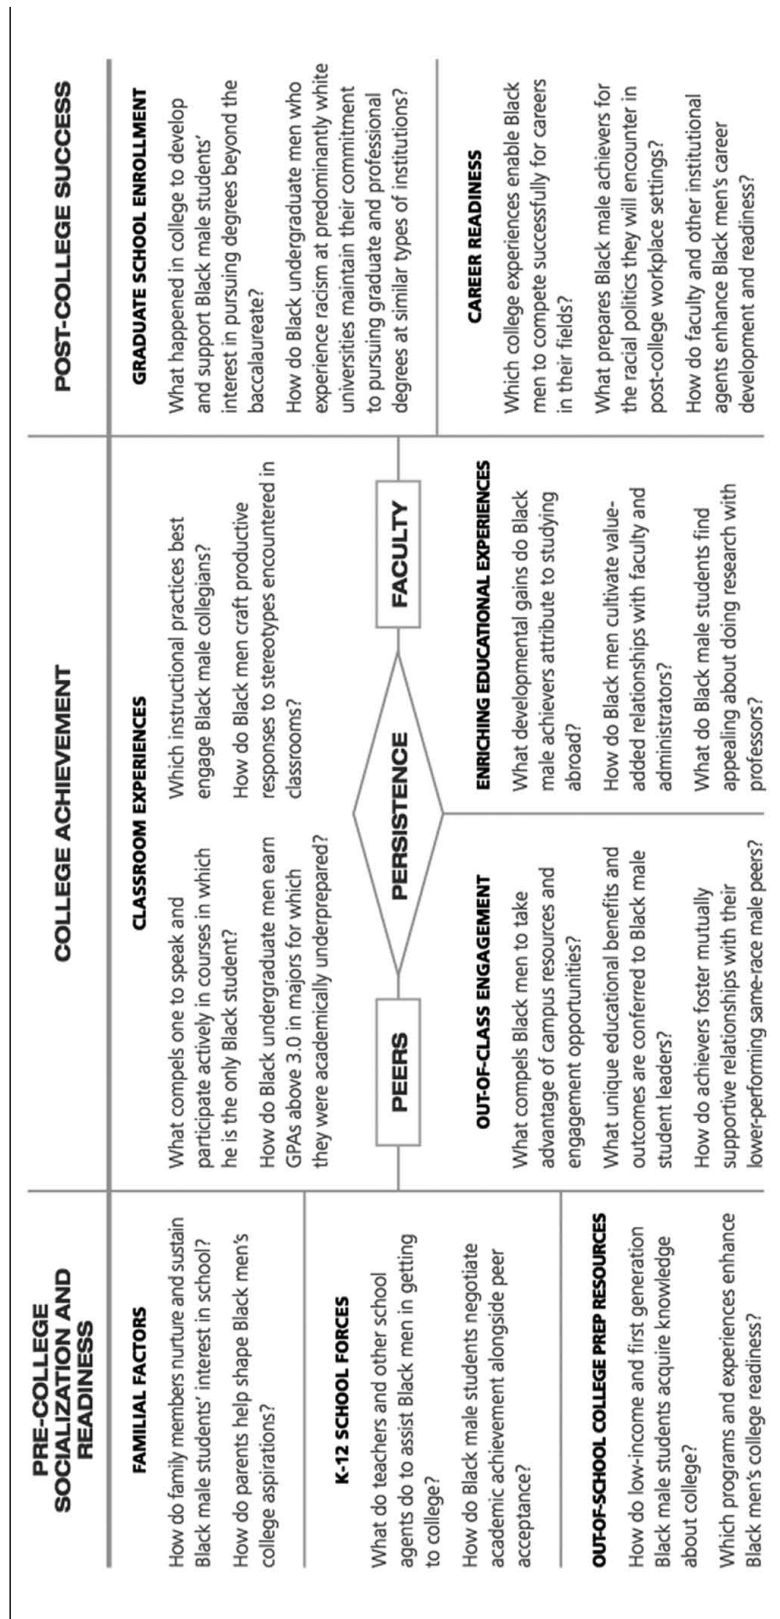 PRE-COLLEGE
SOCIALIZATION AND
READINESS
FAMILIAL FACTORS
How do family members nurture and sustain
Black male students' interest in school?
How do parents help shape Black men's
college aspirations?
K-12 SCHOOL FORCES
What do teachers and other school
agents do to assist Black men in getting
to college?
How do Black male students negotiate
academic achievement alongside peer
acceptance?
OUT-OF-SCHOOL COLLEGE PREP RESOURCES
How do low-income and first generation
Black male students acquire knowledge
about college?
Which programs and experiences enhance
Black men's college readiness?
COLLEGE ACHIEVEMENT
CLASSROOM EXPERIENCES
What compels one to speak and
participate actively in courses in which
he is the only Black student?
How do Black undergraduate men earn
GPAs above 3.0 in majors for which
they were academically underprepared?
Which instructional practices best
engage Black male collegians?
How do Black men craft productive
responses to stereotypes encountered in
classrooms?
PEERS
PERSISTENCE
FACULTY
OUT-OF-CLASS ENGAGEMENT
What compels Black men to take
advantage of campus resources and
engagement opportunities?
What unique educational benefits and
outcomes are conferred to Black male
student leaders?
How do achievers foster mutually
supportive relationships with their
lower-performing same-race male peers?
ENRICHING EDUCATIONAL EXPERIENCES
What developmental gains do Black
male achievers attribute to studying
abroad?
How do Black men cultivate value-
added relationships with faculty and
administrators?
What do Black male students find
appealing about doing research with
professors?
POST-COLLEGE SUCCESS
GRADUATE SCHOOL ENROLLMENT
What happened in college to develop
and support Black male students'
interest in pursuing degrees beyond the
baccalaureate?
How do Black undergraduate men who
experience racism at predominantly white
universities maintain their commitment
to pursuing graduate and professional
degrees at similar types of institutions?
CAREER READINESS
Which college experiences enable Black
men to compete successfully for careers
in their fields?
What prepares Black male achievers for
the racial politics they will encounter in
post-college workplace settings?
How do faculty and other institutional
agents enhance Black men's career
development and readiness?